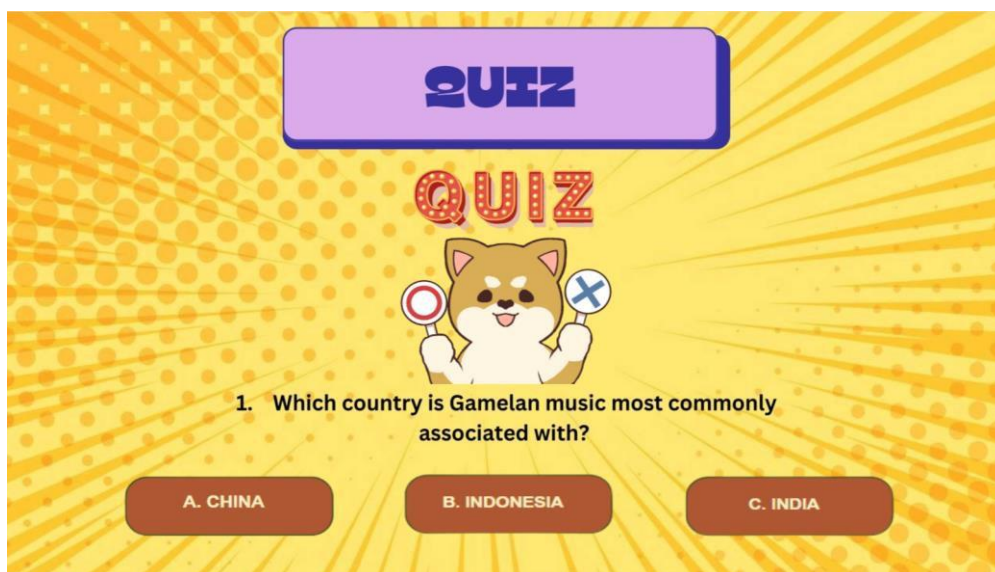 QUIZ
QUIZ
1. Which country is Gamelan music most commonly
associated with?
A. CHINA
B. INDONESIA
C. INDIA